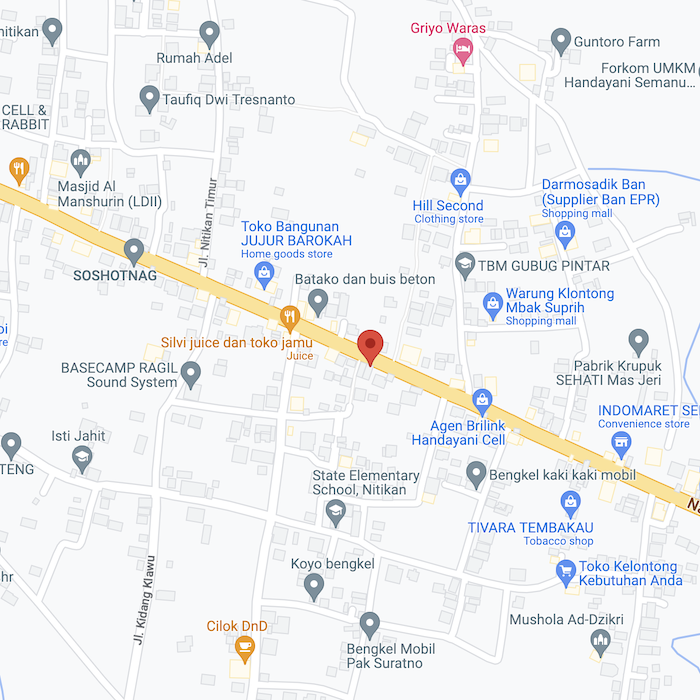 nitikan
Rumah Adel
Griyo Waras
Guntoro Farm
Forkom UMKM
Handayani Semanu...
Taufiq Dwi Tresnanto
CELL &
RABBIT
Masjid Al
Manshurin (LDII)
Jl. Nitikan Timur
Hill Second
Clothing store
Darmosadik Ban
(Supplier Ban EPR)
Shopping mall
Toko Bangunan
JUJUR BAROKAH
Home goods store
SOSHOTNAG
TBM GUBUG PINTAR
Batako dan buis beton
Warung Klontong
Mbak Suprih
Shopping mall
Silvi juice dan toko jamu
Juice
oi
re
BASECAMP RAGIL
Sound System
Pabrik Krupuk
SEHATI Mas Jeri
INDOMARET SE
Convenience store
Agen Brilink
Handayani Cell
Isti Jahit
TENG
State Elementary
School, Nitikan
Bengkel kaki kaki mobil
Na
TIVARA TEMBAKAU
Tobacco shop
Koyo bengkel
Toko Kelontong
Kebutuhan Anda
hr
Jl. Kidang Klawu
Cilok DnD
Bengkel Mobil
Pak Suratno
Mushola Ad-Dzikri